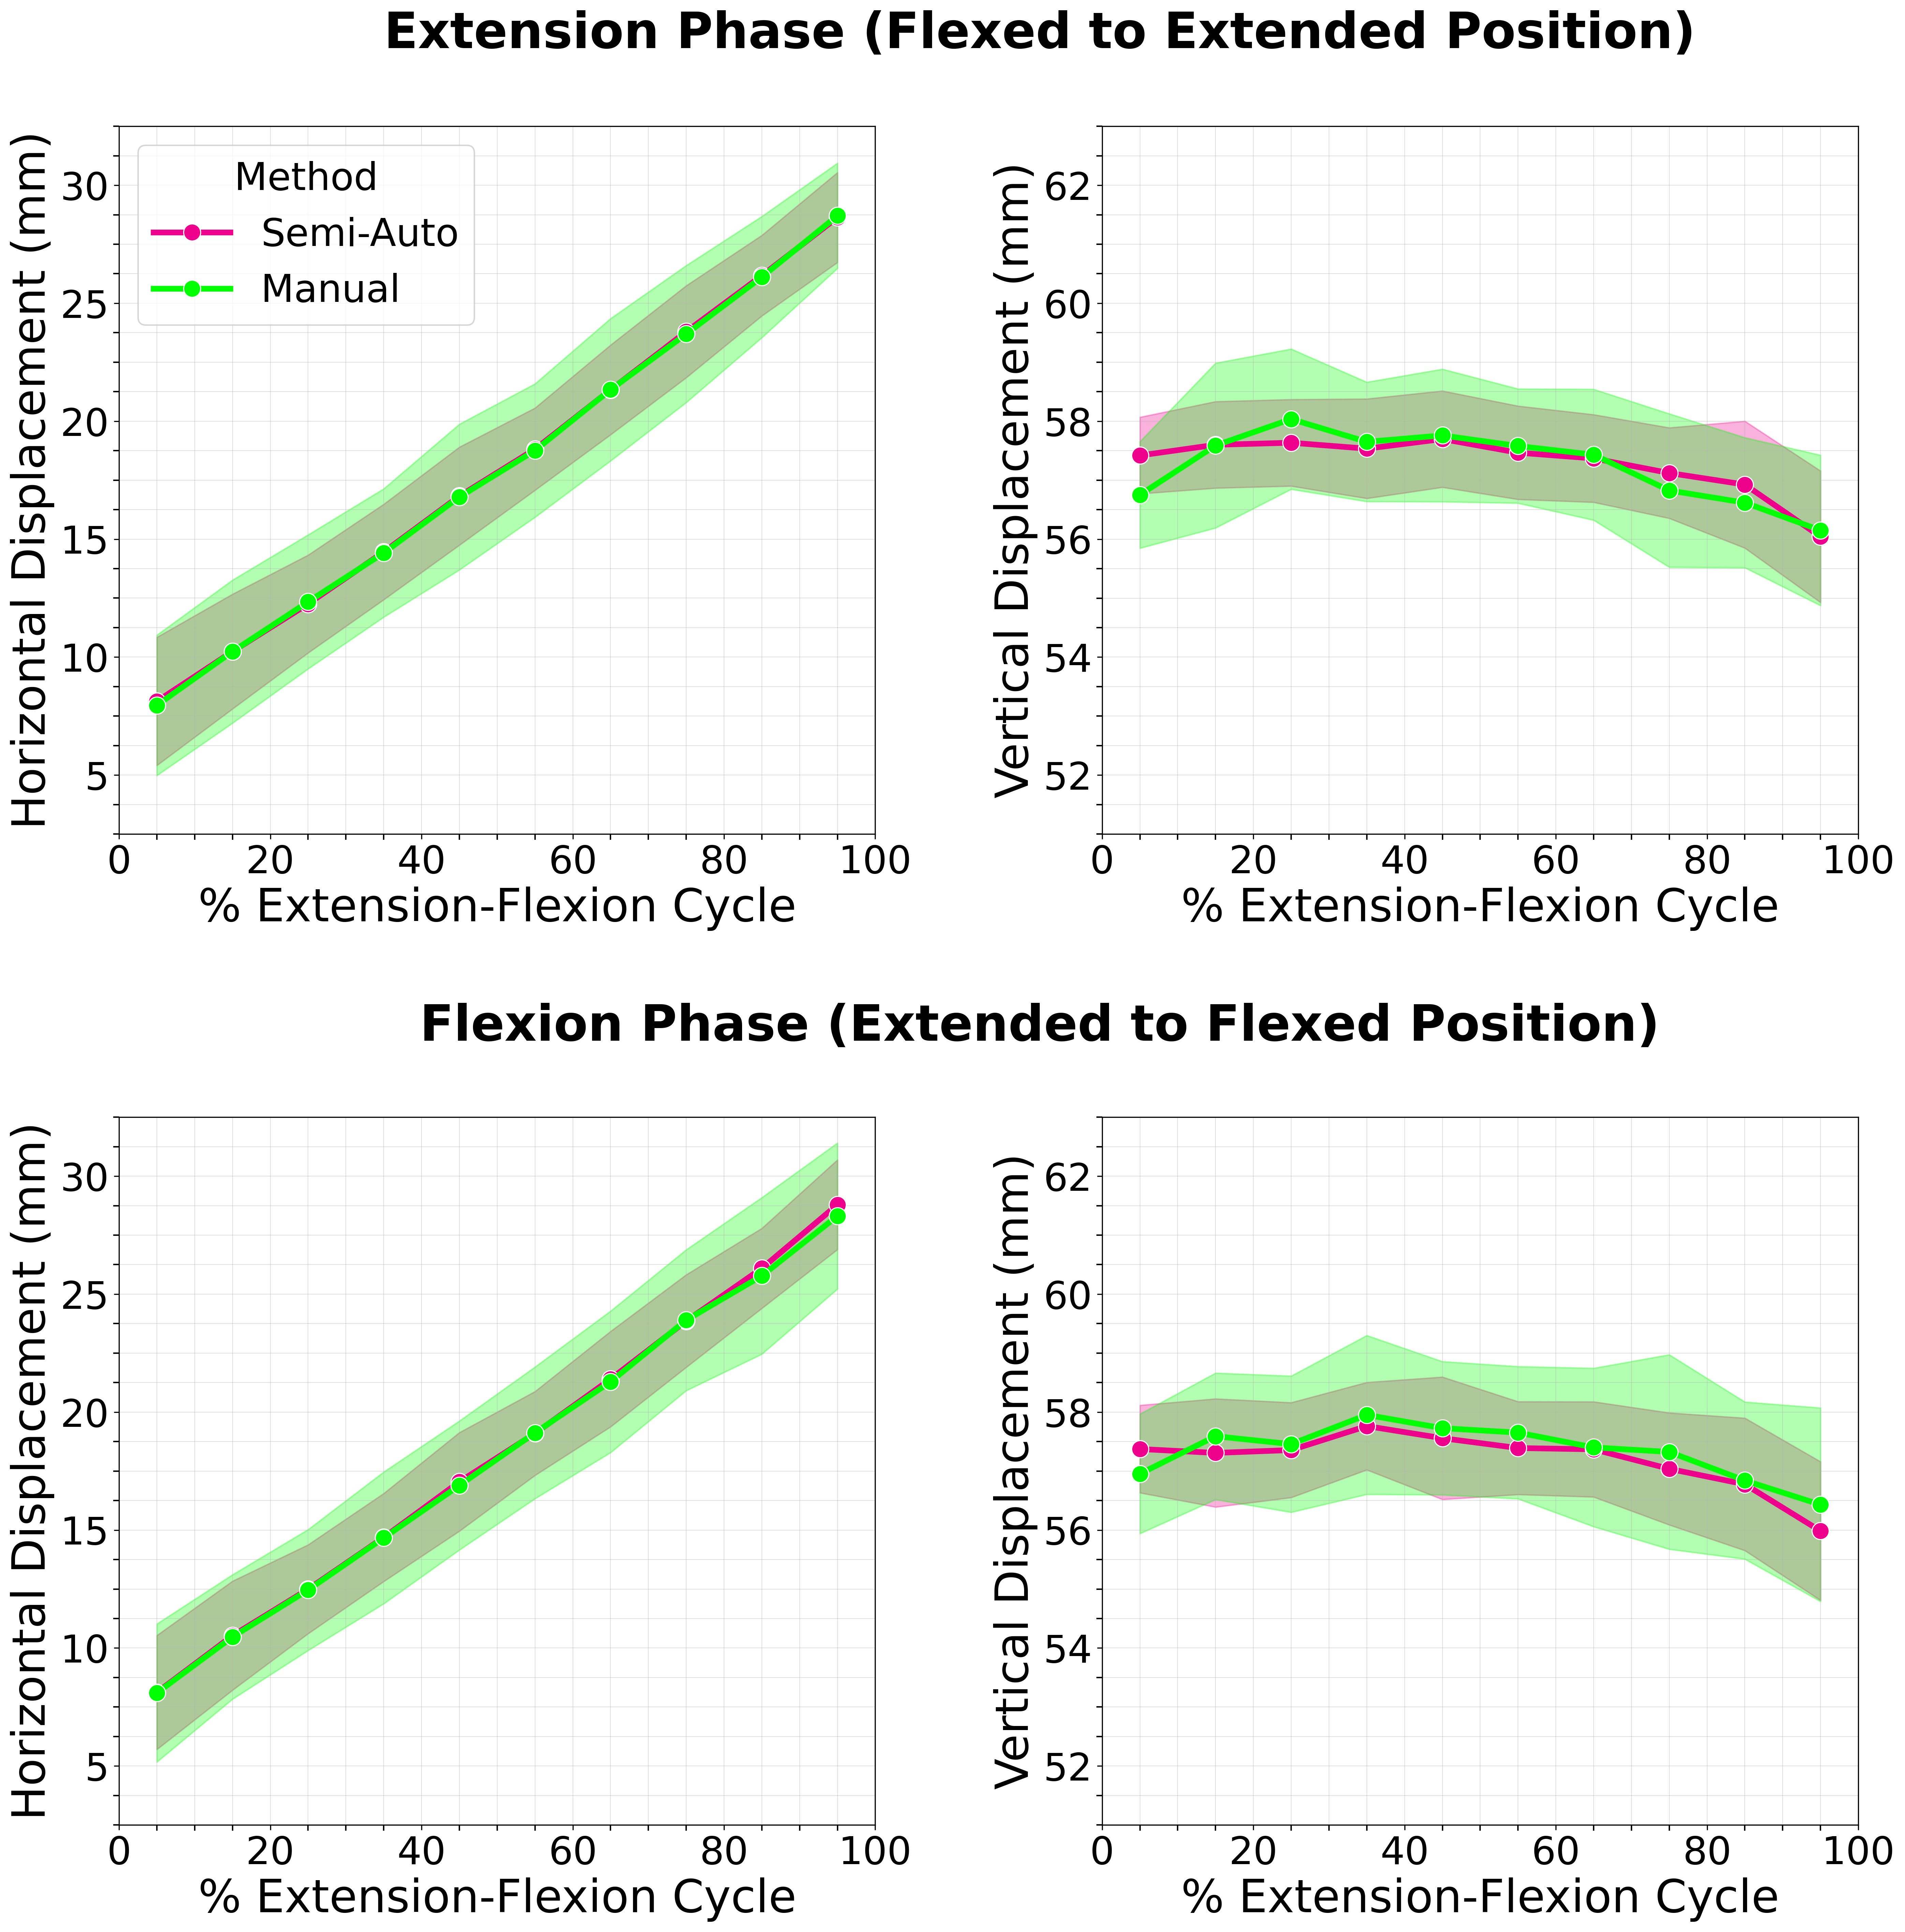 Extension Phase (Flexed to Extended Position)
Horizontal Displacement (mm)
30
25
20
15
10
5
Method
Semi-Auto
Manual
0 20 40 60 80 100
% Extension-Flexion Cycle
Vertical Displacement (mm)
62
60
58
56
54
52
0 20 40 60 80 100
% Extension-Flexion Cycle
Flexion Phase (Extended to Flexed Position)
Horizontal Displacement (mm)
30
25
20
15
10
5
0 20 40 60 80 100
% Extension-Flexion Cycle
Vertical Displacement (mm)
62
60
58
56
54
52
0 20 40 60 80 100
% Extension-Flexion Cycle